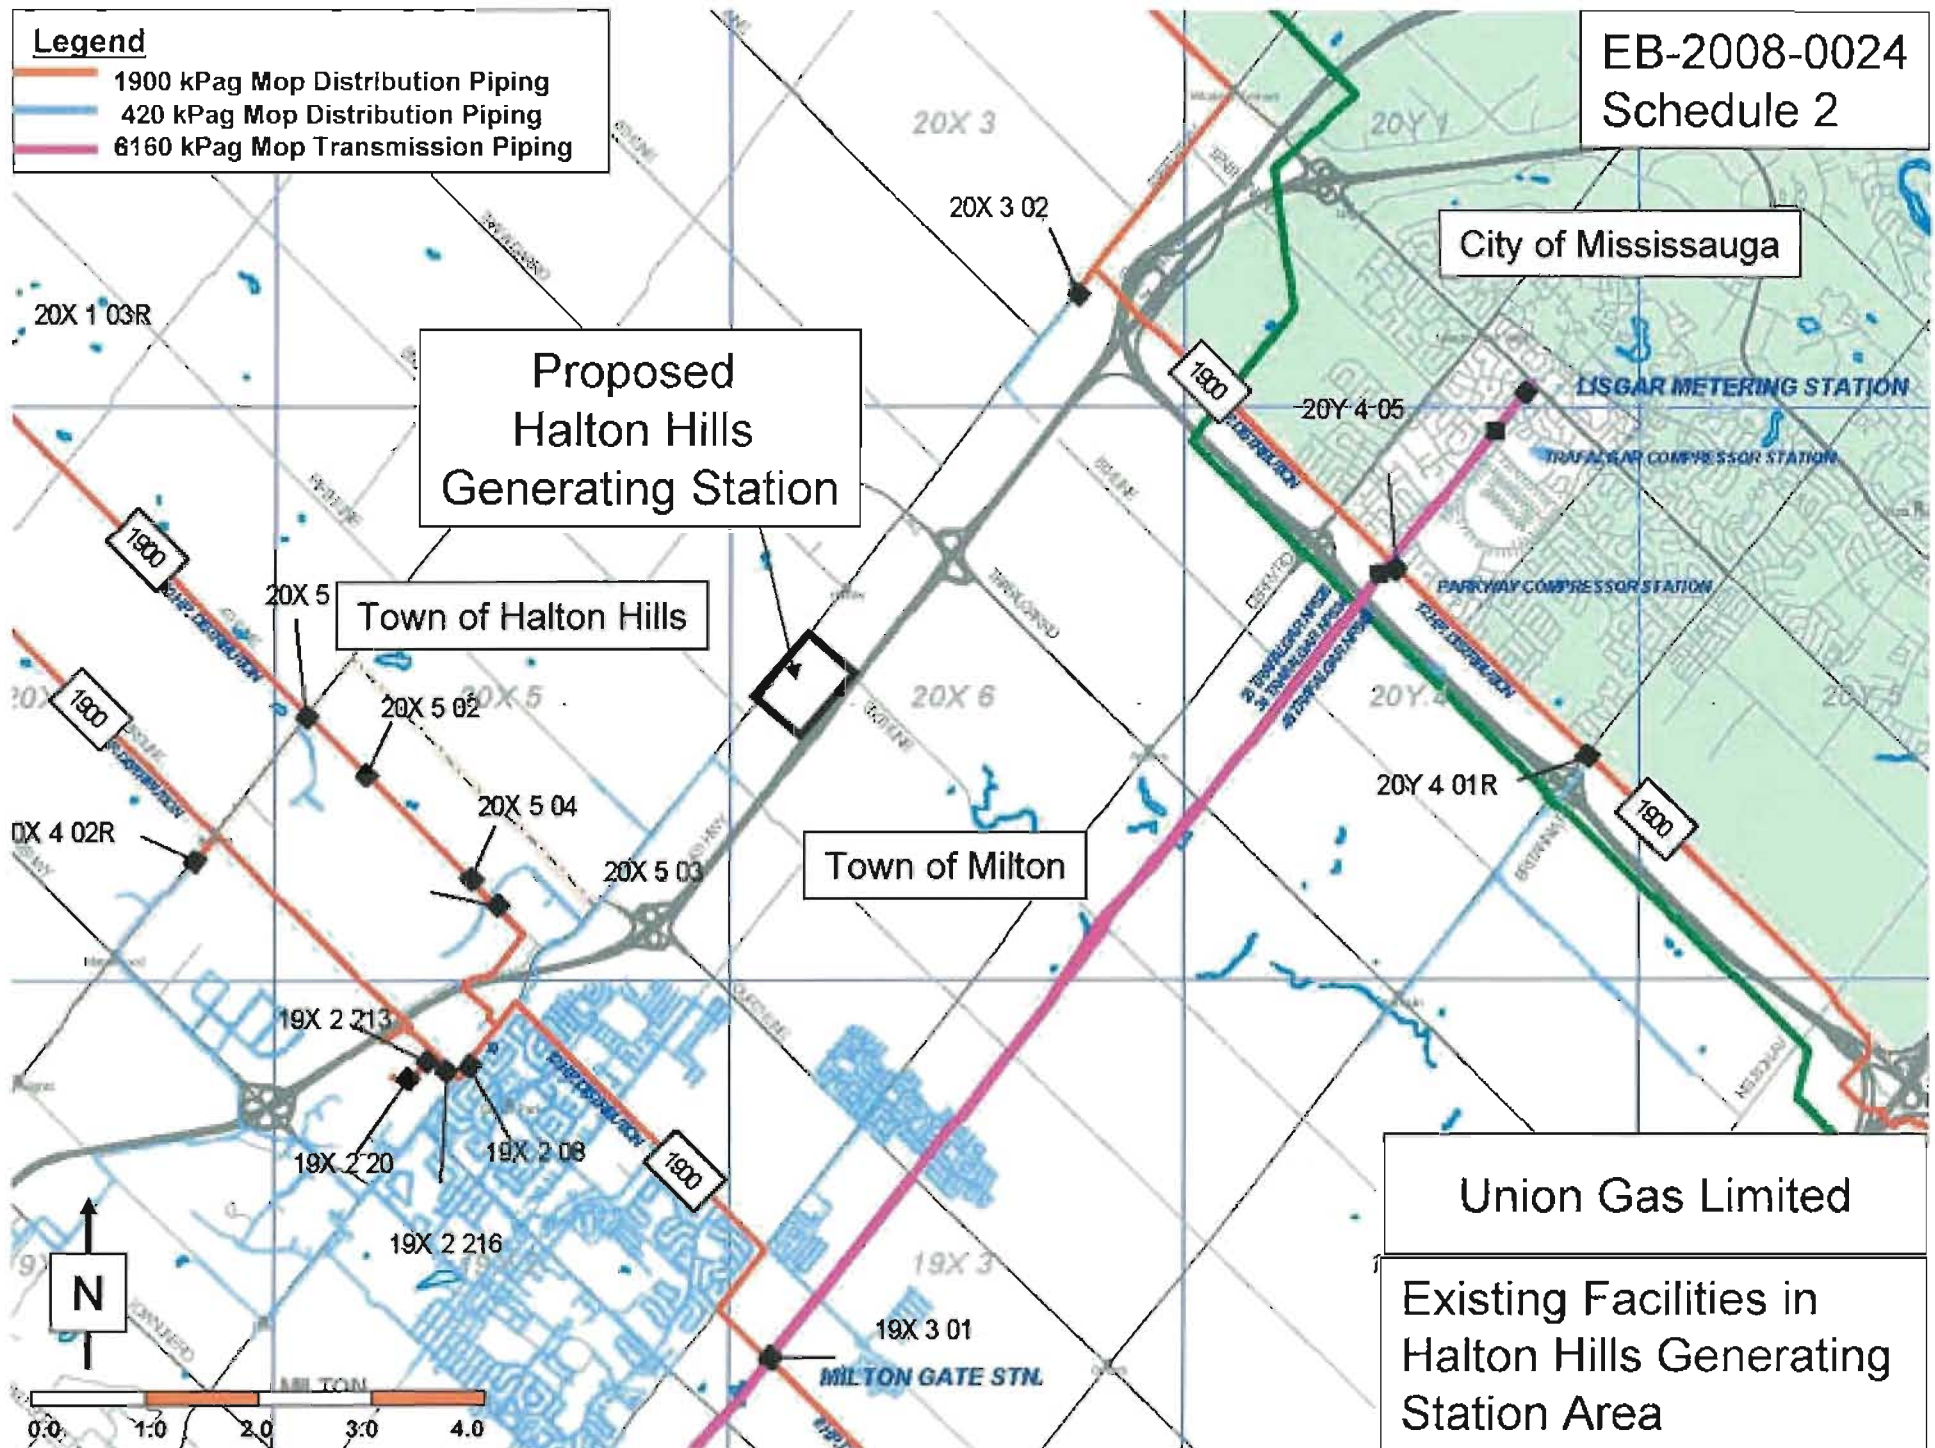 Legend
1900 kPag Mop Distribution Piping
420 kPag Mop Distribution Piping
6160 kPag Mop Transmission Piping
EB-2008-0024
Schedule 2
20X 3
20Y 1
20X 3 02
City of Mississauga
20X 1 03R
Proposed
Halton Hills
Generating Station
1900
20Y 4 05
LISGAR METERING STATION
TRAFALGAR COMPRESSOR STATION
1900
20X 5
Town of Halton Hills
PARKWAY COMPRESSOR STATION
12 HP DISTRIBUTION
1900
20X 5 02
20X 5
20X 6
20Y 4
20Y 5
20X 5 04
20Y 4 01R
1900
X 4 02R
20X 5 03
Town of Milton
BRITANNIA
19X 2 213
19X 2 20
19X 2 08
1900
Union Gas Limited
19X 2 216
19X 3
N
19X 3 01
MILTON GATE STN.
Existing Facilities in
Halton Hills Generating
Station Area
MILTON
0.0 1.0 2.0 3.0 4.0